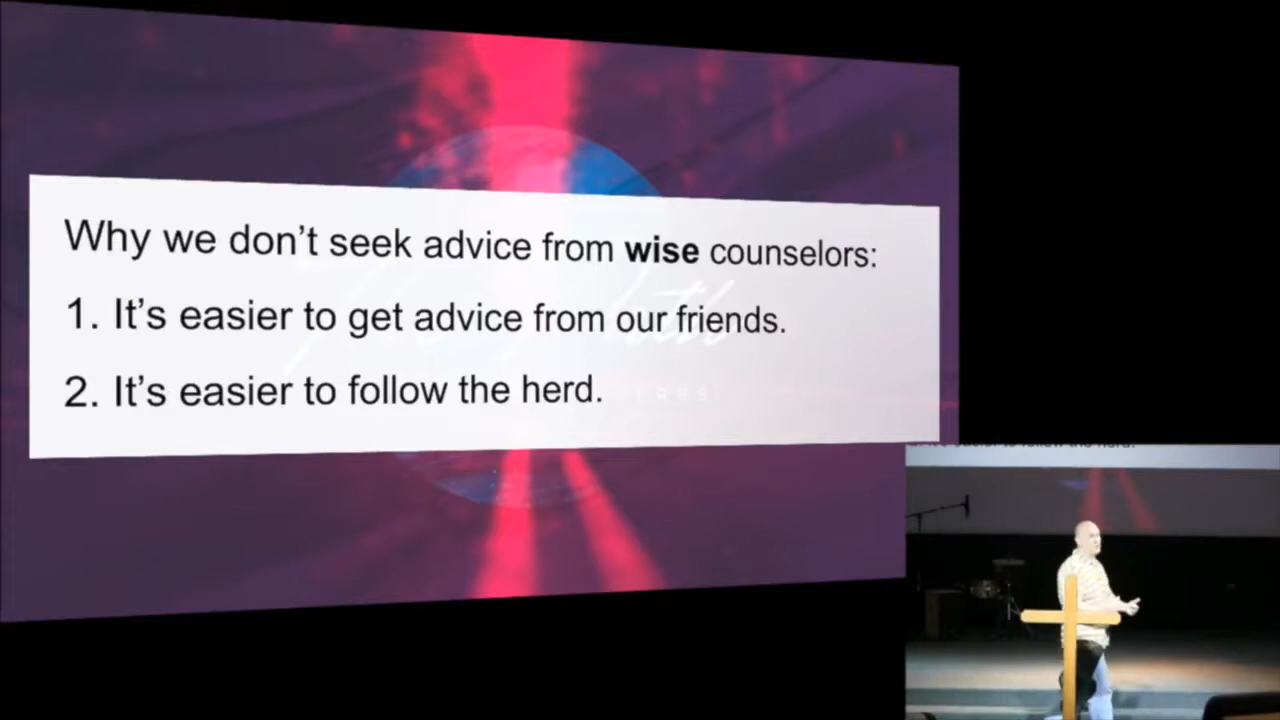 Why we don't seek advice from wise counselors:
1. It's easier to get advice from our friends.
2. It's easier to follow the herd.